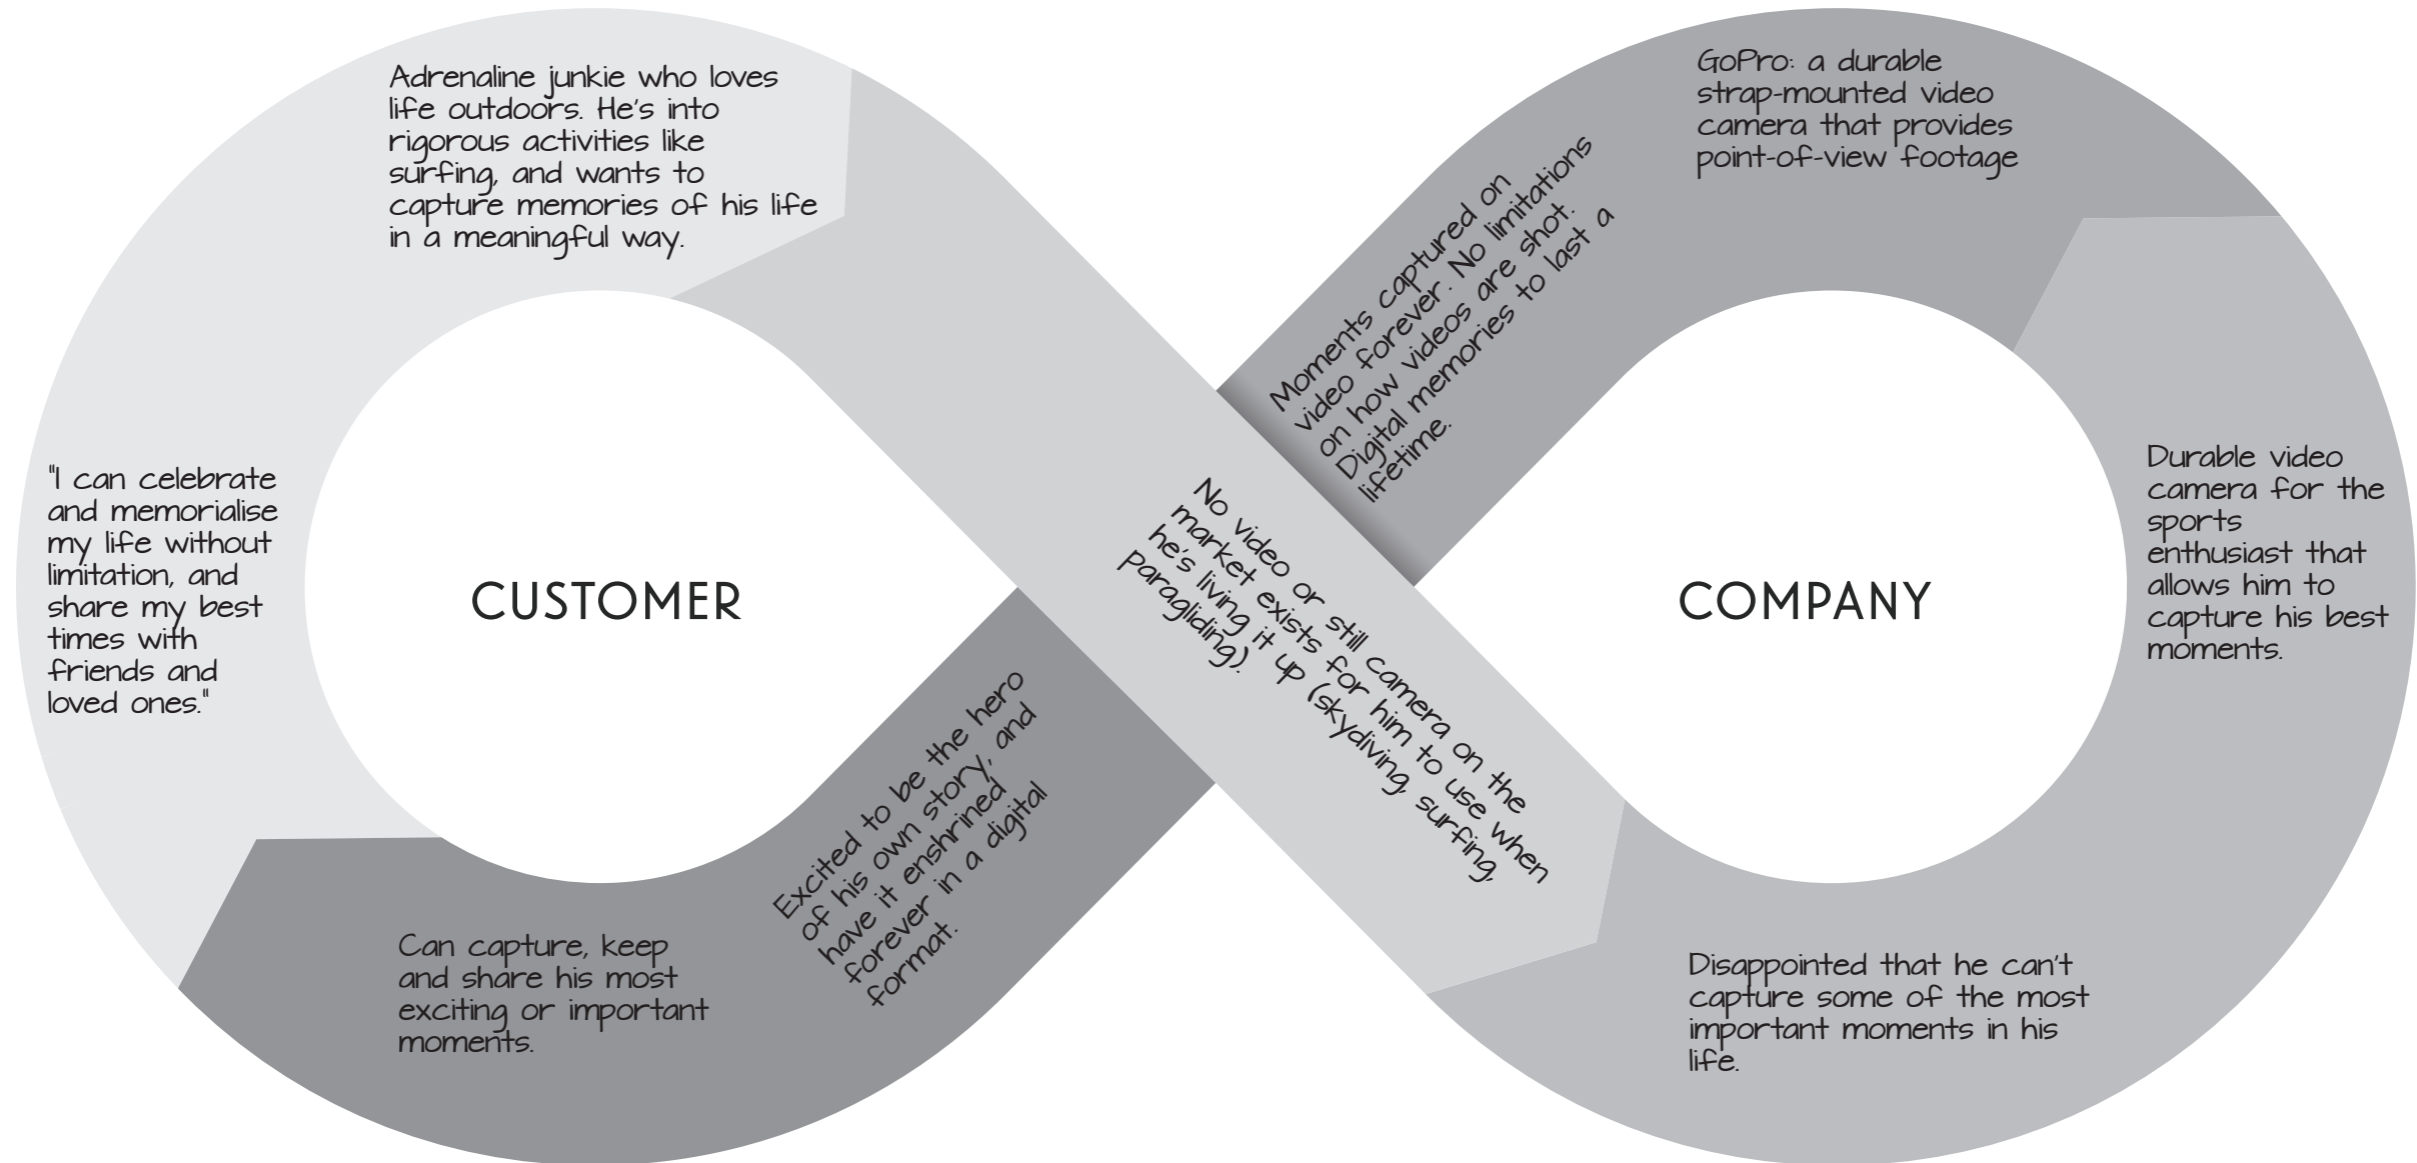 Adrenaline junkie who loves
life outdoors. He's into
rigorous activities like
surfing, and wants to
capture memories of his life
in a meaningful way.
No video or still camera on the
market exists for him to use when
he's living it up (skydiving, surfing,
paragliding).
Disappointed that he can't
capture some of the most
important moments in his
life.
Durable video
camera for the
sports
enthusiast that
allows him to
capture his best
moments.
GoPro: a durable
strap-mounted video
camera that provides
point-of-view footage
Moments captured on
video forever. No limitations
on how videos are shot.
Digital memories to last a
lifetime.
Excited to be the hero
of his own story, and
have it enshrined
forever in a digital
format.
Can capture, keep
and share his most
exciting or important
moments.
"I can celebrate
and memorialise
my life without
limitation, and
share my best
times with
friends and
loved ones."
CUSTOMER
COMPANY